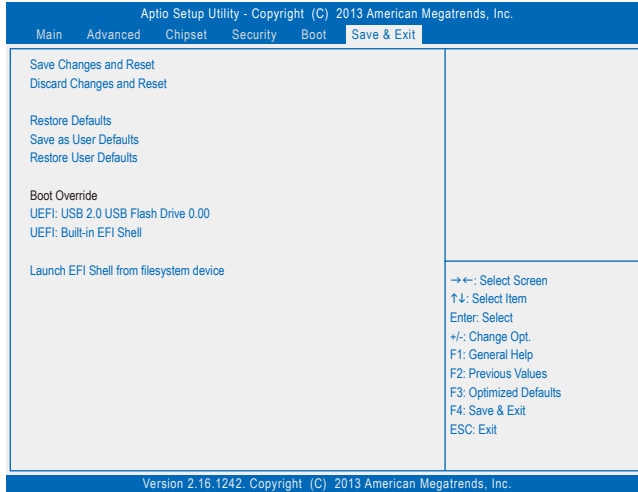 Aptio Setup Utility - Copyright (C) 2013 American Megatrends, Inc.
Main Advanced Chipset Security Boot Save & Exit
Save Changes and Reset
Discard Changes and Reset
Restore Defaults
Save as User Defaults
Restore User Defaults
Boot Override
UEFI: USB 2.0 USB Flash Drive 0.00
UEFI: Built-in EFI Shell
Launch EFI Shell from filesystem device
→←: Select Screen
↑↓: Select Item
Enter: Select
+/-: Change Opt.
F1: General Help
F2: Previous Values
F3: Optimized Defaults
F4: Save & Exit
ESC: Exit
Version 2.16.1242. Copyright (C) 2013 American Megatrends, Inc.